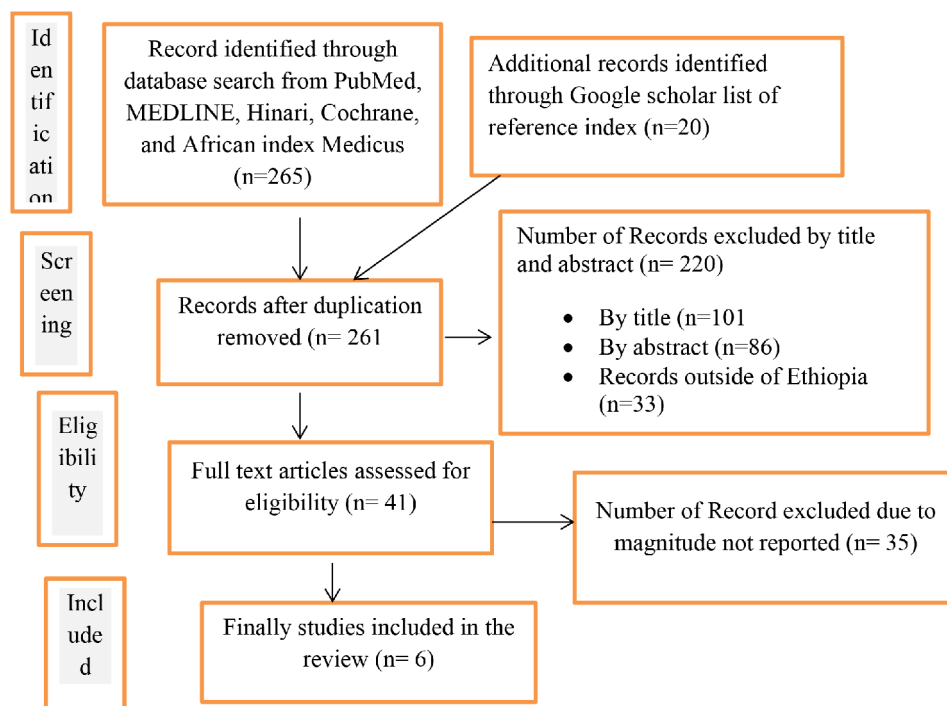 Id
en
tif
ic
ati
on
Record identified through
database search from PubMed,
MEDLINE, Hinari, Cochrane,
and African index Medicus
(n=265)
Additional records identified
through Google scholar list of
reference index (n=20)
Scr
een
ing
Records after duplication
removed (n= 261
Number of Records excluded by title
and abstract (n= 220)
• By title (n=101
• By abstract (n=86)
• Records outside of Ethiopia
(n=33)
Elig
ibili
ty
Full text articles assessed for
eligibility (n= 41)
Number of Record excluded due to
magnitude not reported (n= 35)
Incl
ude
d
Finally studies included in the
review (n= 6)